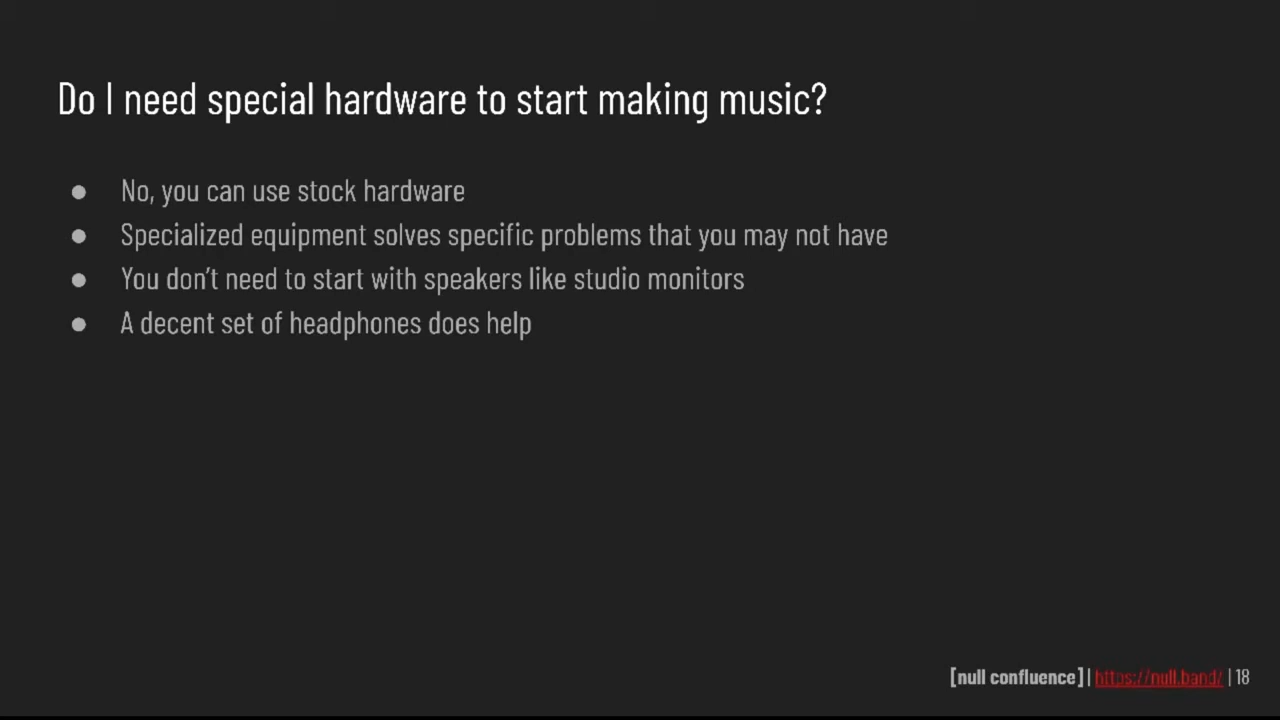 Do I need special hardware to start making music?
● No, you can use stock hardware
● Specialized equipment solves specific problems that you may not have
● You don’t need to start with speakers like studio monitors
● A decent set of headphones does help
[null confluence] | https://null.band/ | 18